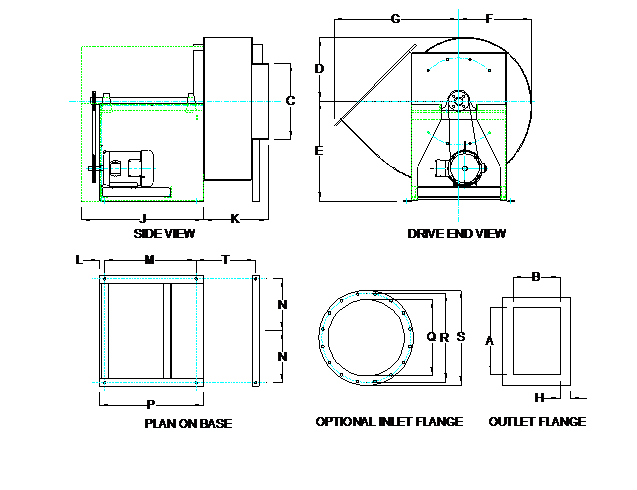 G F
D
C
E
J K
SIDE VIEW
DRIVE END VIEW
L M T
N
N
P
PLAN ON BASE
Q R S
OPTIONAL INLET FLANGE
B
A
H
OUTLET FLANGE